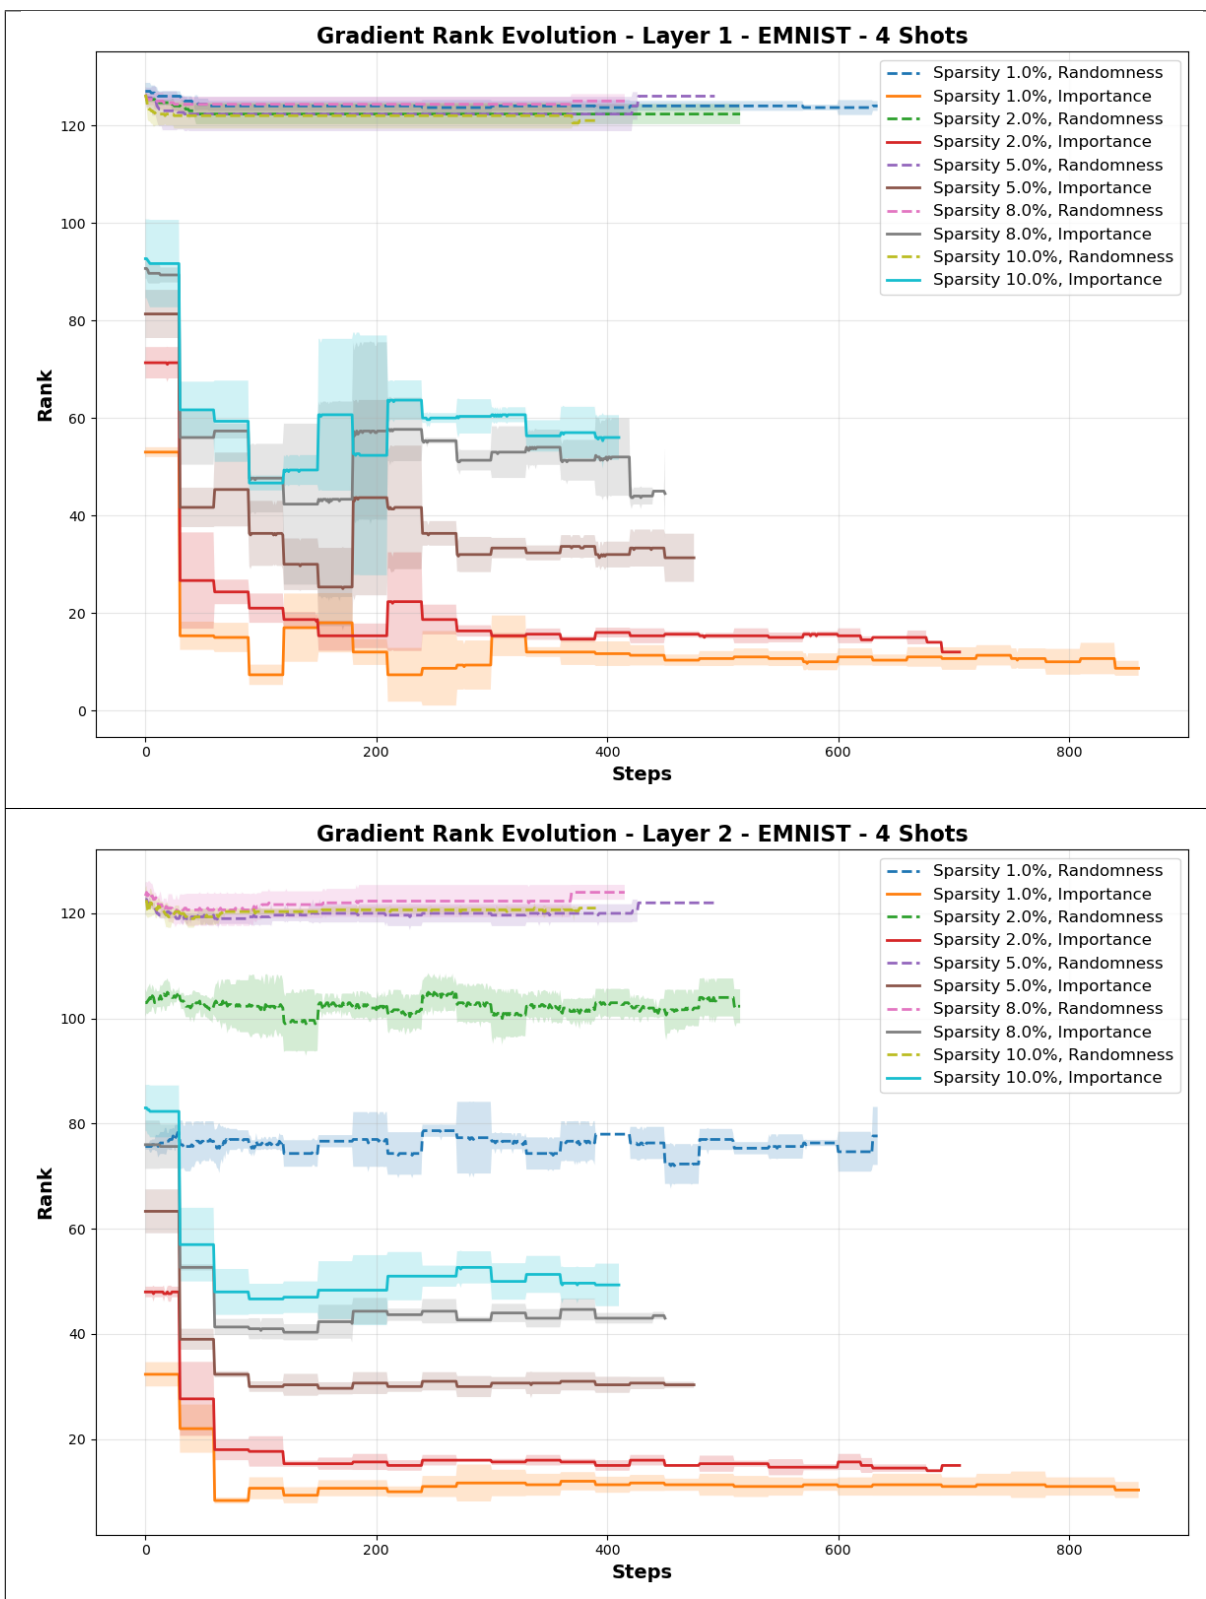 Gradient Rank Evolution - Layer 1 - EMNIST - 4 Shots
Sparsity 1.0%, Randomness
Sparsity 1.0%, Importance
Sparsity 2.0%, Randomness
Sparsity 2.0%, Importance
Sparsity 5.0%, Randomness
Sparsity 5.0%, Importance
Sparsity 8.0%, Randomness
Sparsity 8.0%, Importance
Sparsity 10.0%, Randomness
Sparsity 10.0%, Importance
120
100
80
60
40
20
0
Rank
0 200 400 600 800
Steps
Gradient Rank Evolution - Layer 2 - EMNIST - 4 Shots
Sparsity 1.0%, Randomness
Sparsity 1.0%, Importance
Sparsity 2.0%, Randomness
Sparsity 2.0%, Importance
Sparsity 5.0%, Randomness
Sparsity 5.0%, Importance
Sparsity 8.0%, Randomness
Sparsity 8.0%, Importance
Sparsity 10.0%, Randomness
Sparsity 10.0%, Importance
120
100
80
60
40
20
Rank
0 200 400 600 800
Steps